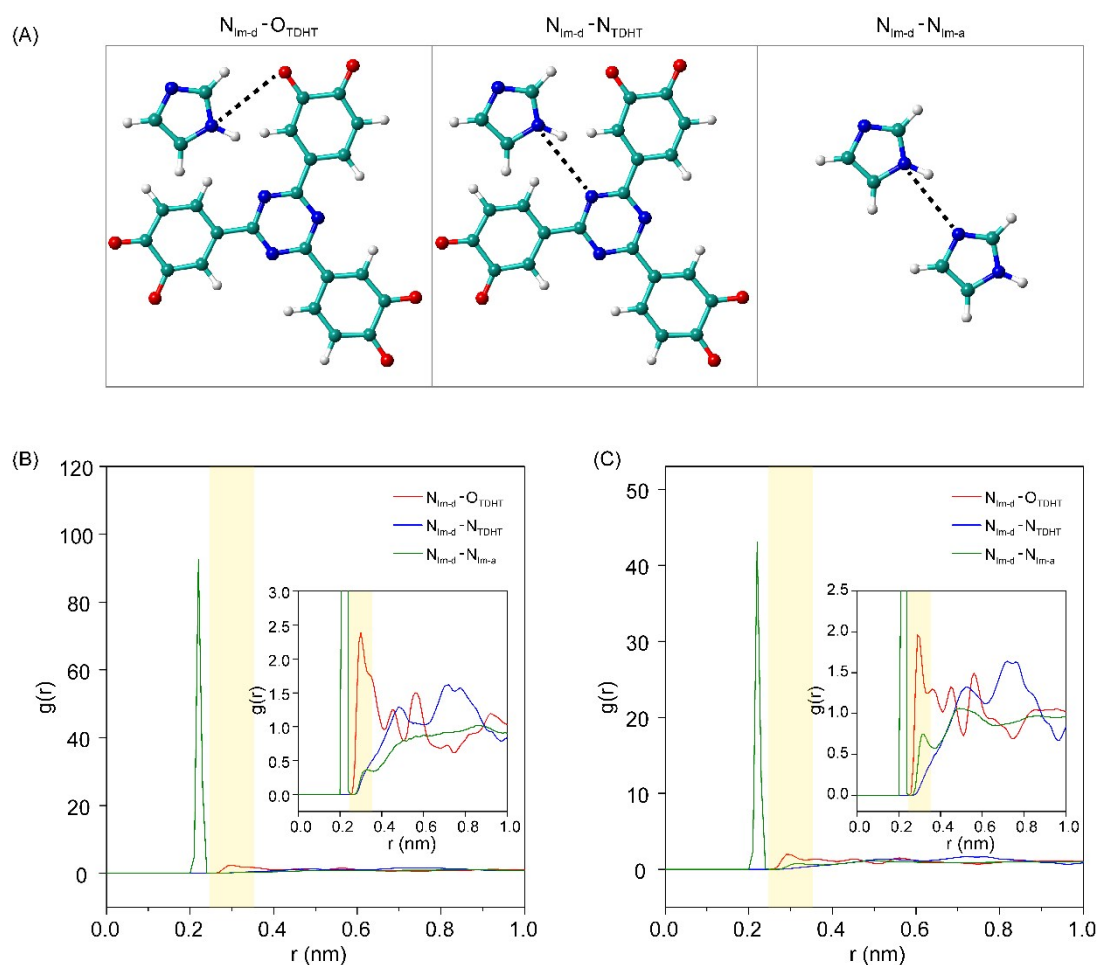 (A)
N_Im-d-O_TDHT
N_Im-d-N_TDHT
N_Im-d-N_Im-a
(B)
120
100
80
60
40
20
0
g(r)
0.0 0.2 0.4 0.6 0.8 1.0
r (nm)
N_Im-d-O_TDHT
N_Im-d-N_TDHT
N_Im-d-N_Im-a
3.0
2.5
2.0
1.5
1.0
0.5
0.0
g(r)
0.0 0.2 0.4 0.6 0.8 1.0
r (nm)
(C)
50
40
30
20
10
0
g(r)
0.0 0.2 0.4 0.6 0.8 1.0
r (nm)
N_Im-d-O_TDHT
N_Im-d-N_TDHT
N_Im-d-N_Im-a
2.5
2.0
1.5
1.0
0.5
0.0
g(r)
0.0 0.2 0.4 0.6 0.8 1.0
r (nm)